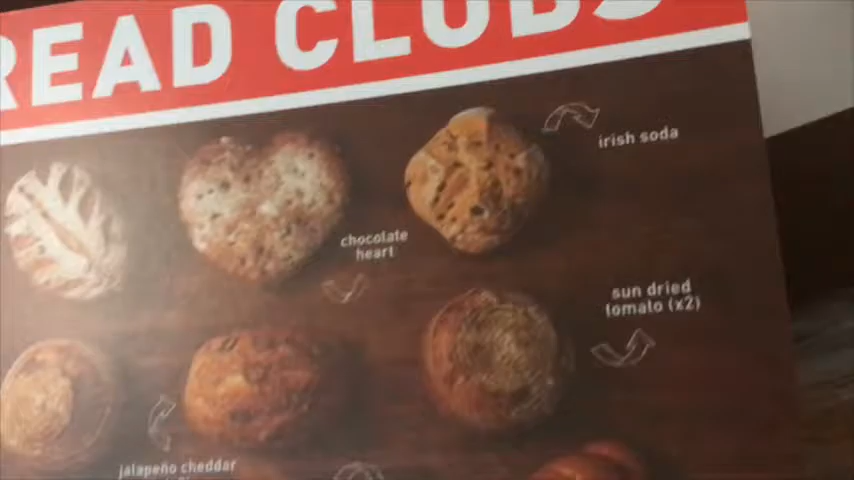 READ CLUBS
irish soda
chocolate
heart
sun dried
tomato (x2)
jalapeño cheddar